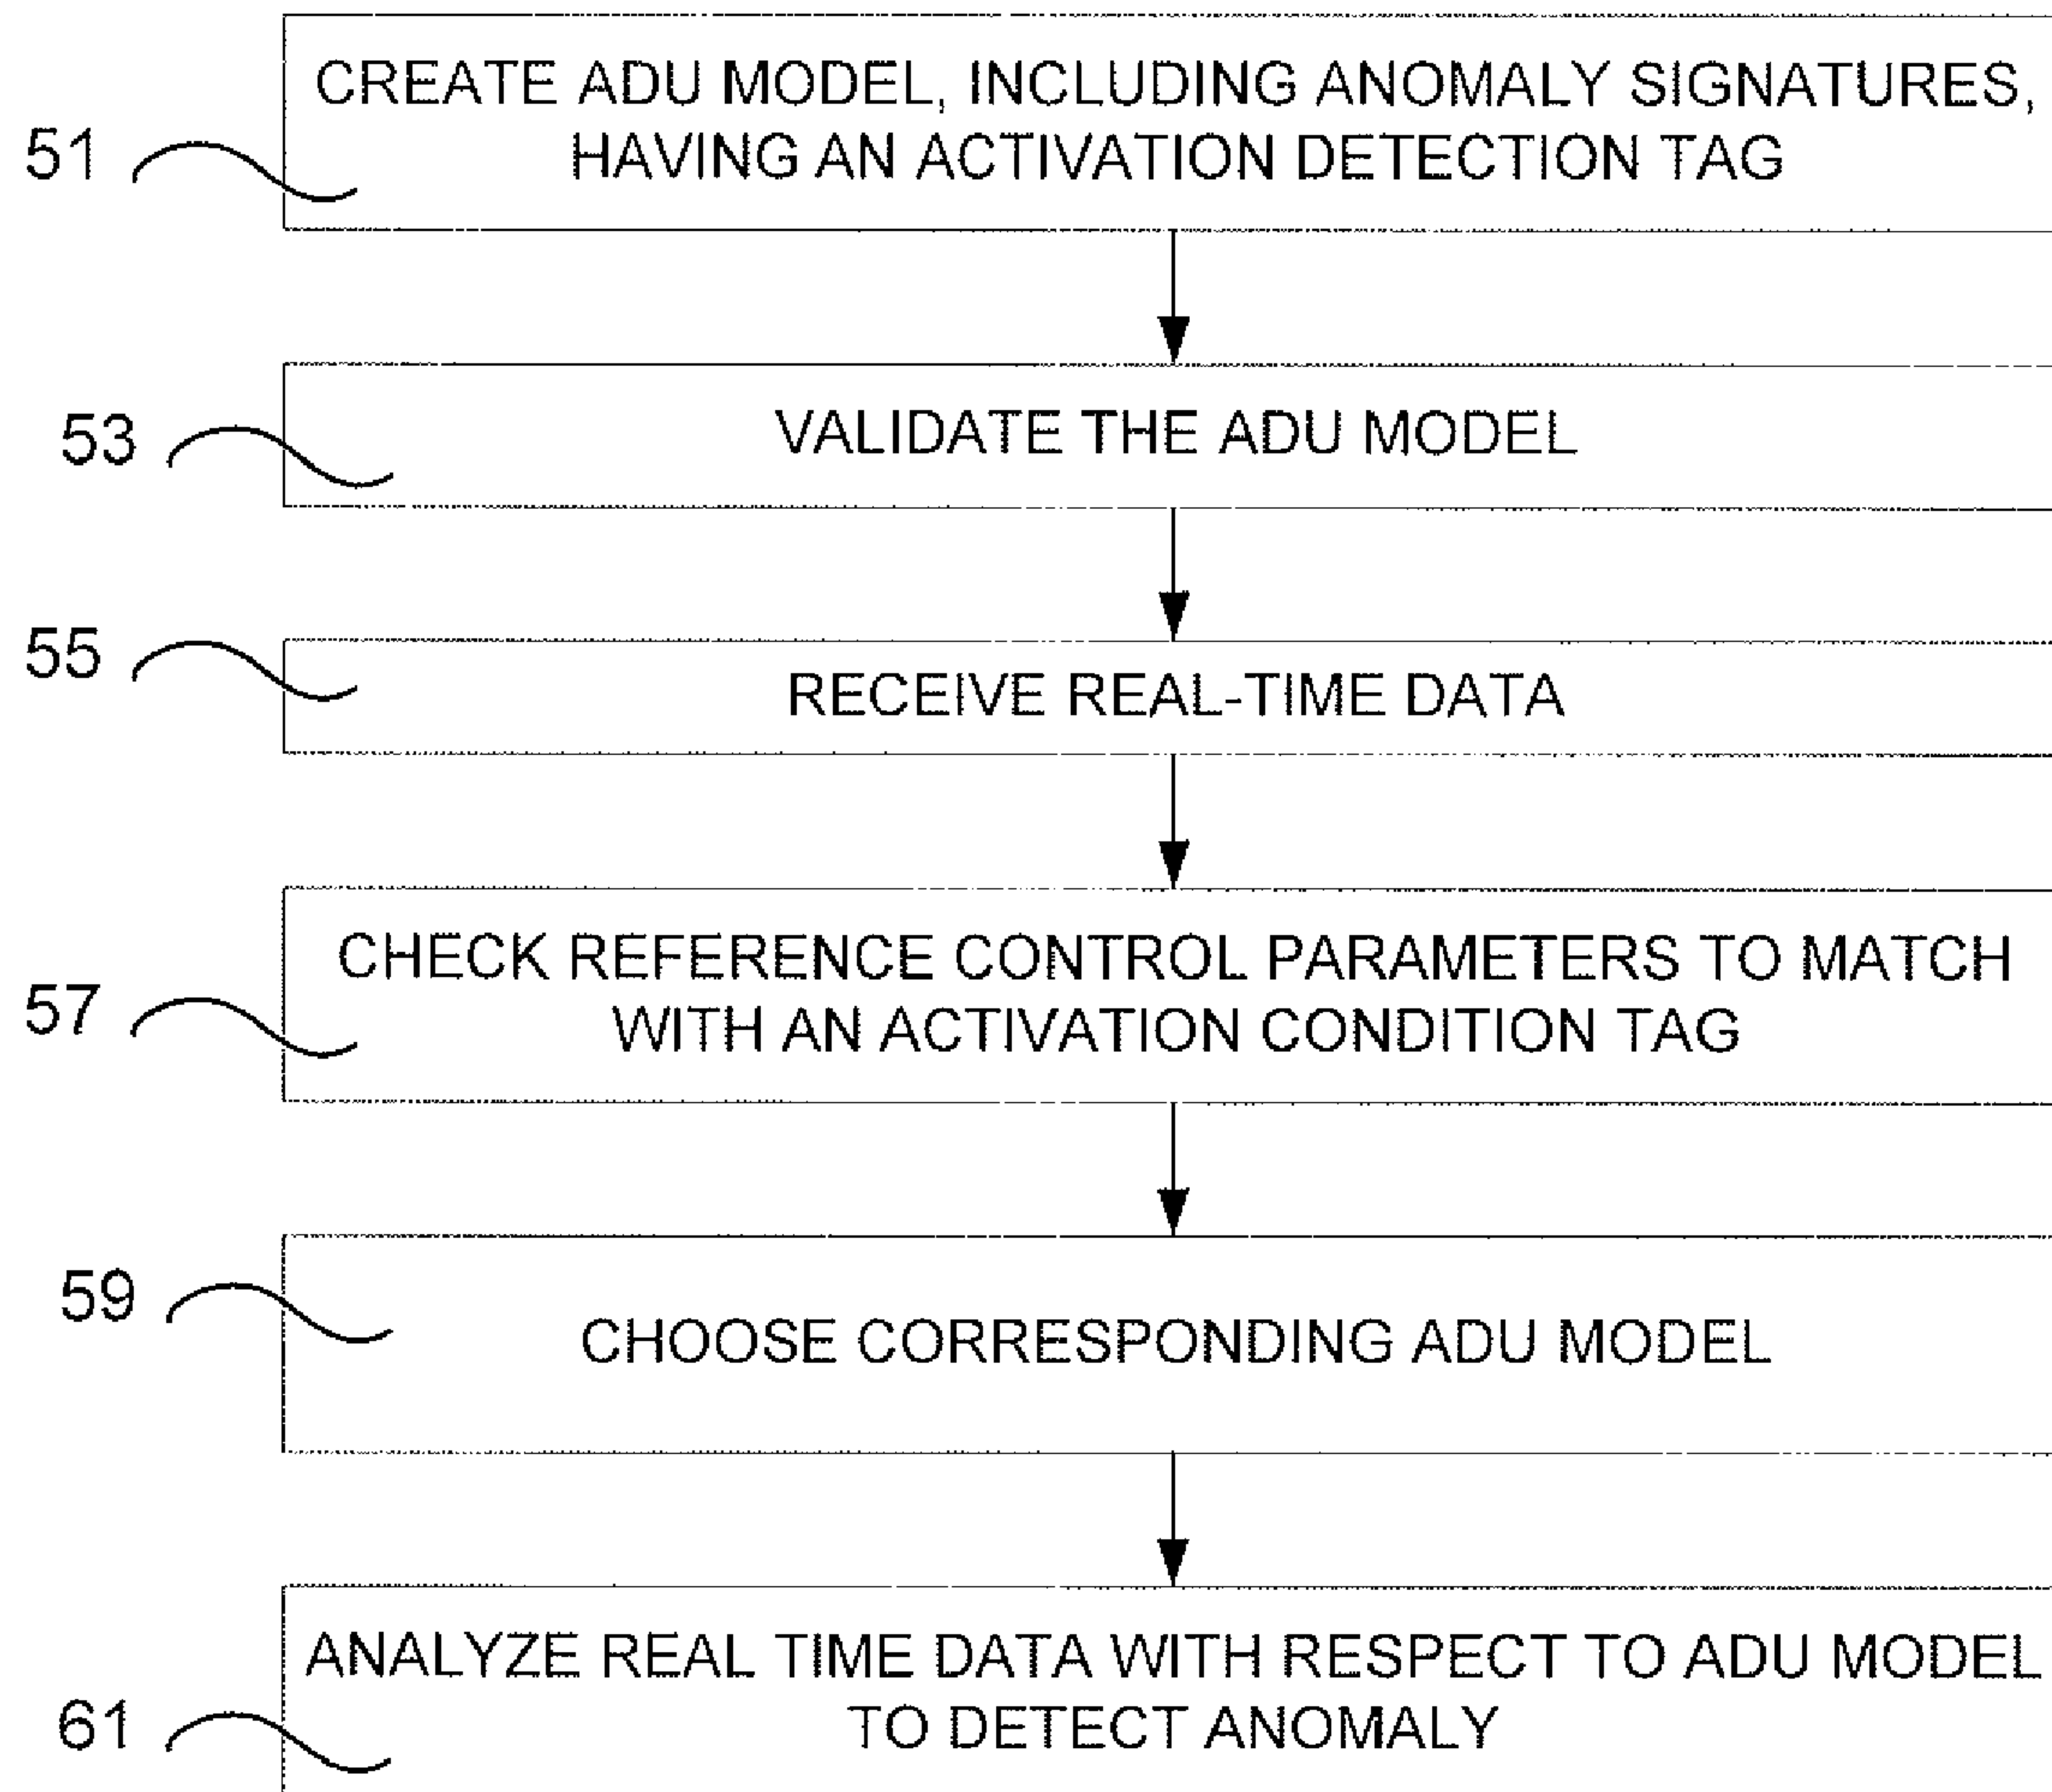 CREATE ADU MODEL, INCLUDING ANOMALY SIGNATURES,
HAVING AN ACTIVATION DETECTION TAG
51
VALIDATE THE ADU MODEL
53
RECEIVE REAL-TIME DATA
55
CHECK REFERENCE CONTROL PARAMETERS TO MATCH
WITH AN ACTIVATION CONDITION TAG
57
CHOOSE CORRESPONDING ADU MODEL
59
ANALYZE REAL TIME DATA WITH RESPECT TO ADU MODEL
TO DETECT ANOMALY
61